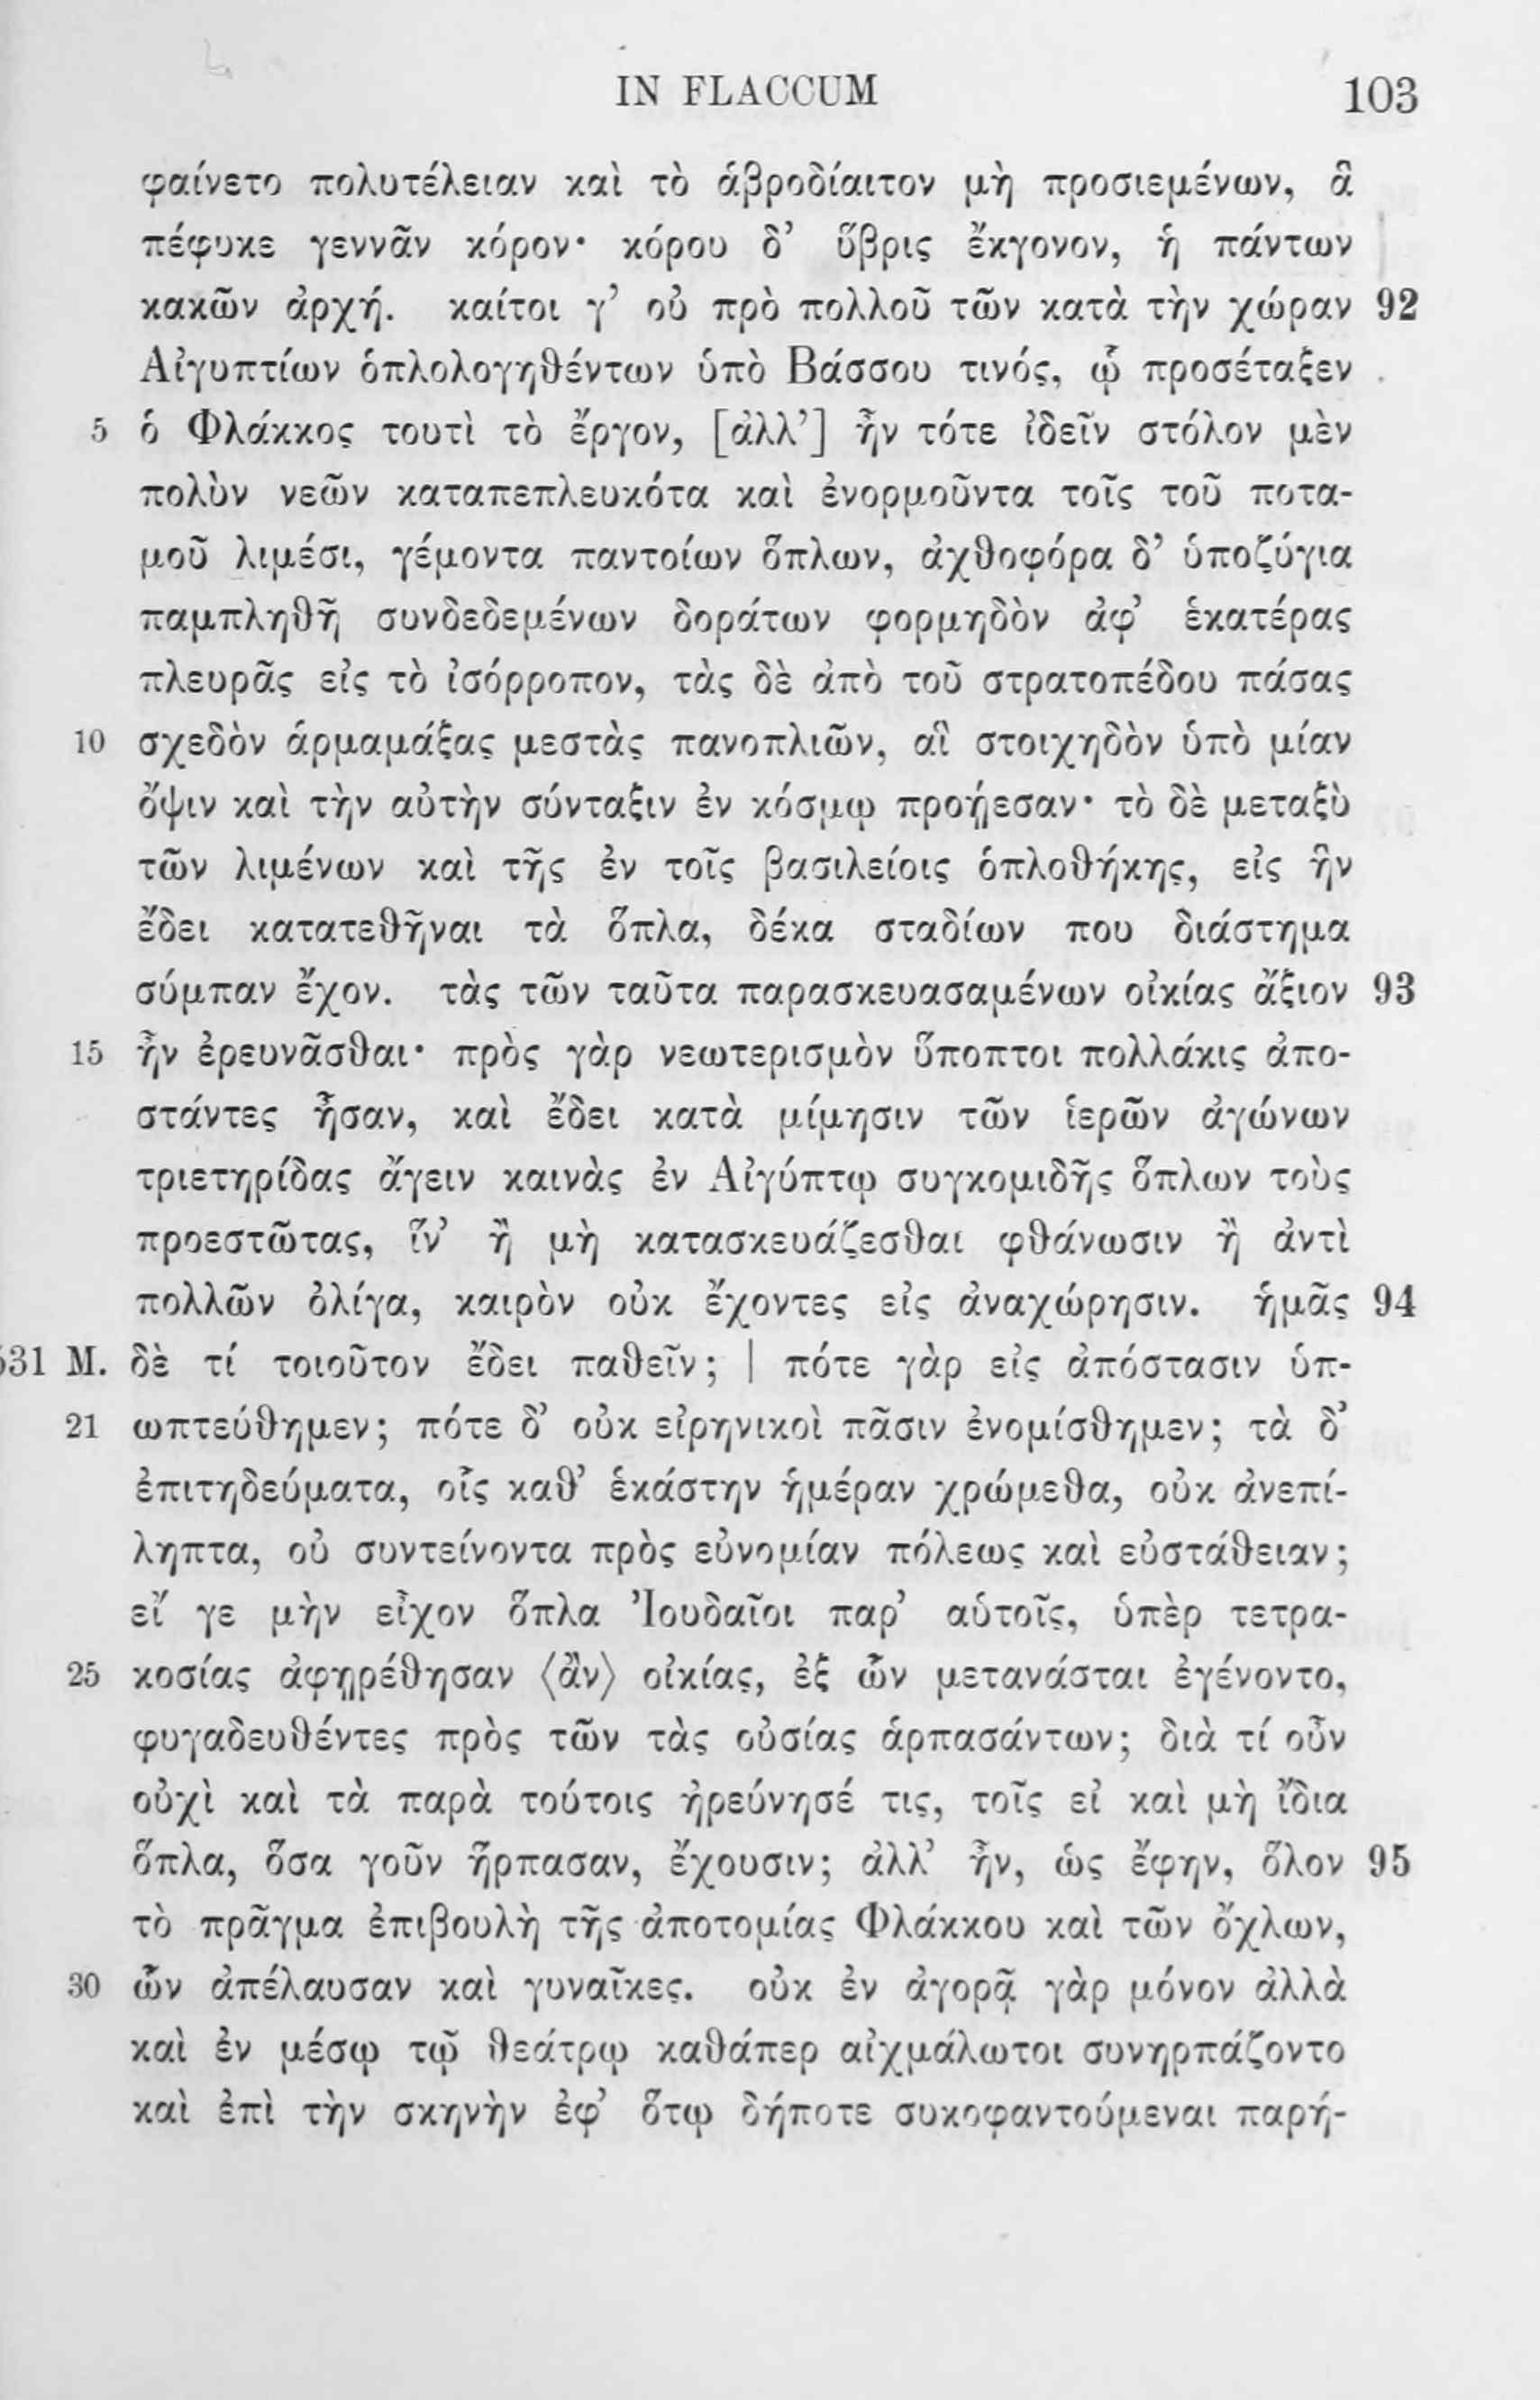 IN FLACCUM 103
φαίνετο πολυτέλειαν καὶ τὸ ἁβροδίαιτον μὴ προσιεμένων, ἃ
πέφυκε γεννᾶν κόρον· κόρου δ’ ὕβρις ἔκγονον, ἡ πάντων
κακῶν ἀρχή. καίτοι γ’ οὐ πρὸ πολλοῦ τῶν κατὰ τὴν χώραν 92
Αἰγυπτίων ὁπλολογηθέντων ὑπὸ Βάσσου τινός, ᾧ προσέταξεν
5 ὁ Φλάκκος τουτὶ τὸ ἔργον, [ἀλλ’] ἦν τότε ἰδεῖν στόλον μὲν
πολὺν νεῶν καταπεπλευκότα καὶ ἐνορμοῦντα τοῖς τοῦ ποτα-
μοῦ λιμέσι, γέμοντα παντοίων ὅπλων, ἀχθοφόρα δ’ ὑποζύγια
παμπληθῆ συνδεδεμένων δοράτων φορμηδὸν ἀφ’ ἑκατέρας
πλευρᾶς εἰς τὸ ἰσόρροπον, τὰς δὲ ἀπὸ τοῦ στρατοπέδου πάσας
10 σχεδὸν ἁρμαμάξας μεστὰς πανοπλιῶν, αἳ στοιχηδὸν ὑπὸ μίαν
ὄψιν καὶ τὴν αὐτὴν σύνταξιν ἐν κόσμῳ προῄεσαν· τὸ δὲ μεταξὺ
τῶν λιμένων καὶ τῆς ἐν τοῖς βασιλείοις ὁπλοθήκης, εἰς ἣν
ἔδει κατατεθῆναι τὰ ὅπλα, δέκα σταδίων που διάστημα
σύμπαν ἔχον. τὰς τῶν ταῦτα παρασκευασαμένων οἰκίας ἄξιον 93
15 ἦν ἐρευνᾶσθαι· πρὸς γὰρ νεωτερισμὸν ὕποπτοι πολλάκις ἀπο-
στάντες ἦσαν, καὶ ἔδει κατὰ μίμησιν τῶν ἱερῶν ἀγώνων
τριετηρίδας ἄγειν καινὰς ἐν Αἰγύπτῳ συγκομιδῆς ὅπλων τοὺς
προεστῶτας, ἵν’ ἢ μὴ κατασκευάζεσθαι φθάνωσιν ἢ ἀντὶ
πολλῶν ὀλίγα, καιρὸν οὐκ ἔχοντες εἰς ἀναχώρησιν. ἡμᾶς 94
531 M. δὲ τί τοιοῦτον ἔδει παθεῖν; | πότε γὰρ εἰς ἀπόστασιν ὑπ-
21 ωπτεύθημεν; πότε δ’ οὐκ εἰρηνικοὶ πᾶσιν ἐνομίσθημεν; τὰ δ’
ἐπιτηδεύματα, οἷς καθ’ ἑκάστην ἡμέραν χρώμεθα, οὐκ ἀνεπί-
ληπτα, οὐ συντείνοντα πρὸς εὐνομίαν πόλεως καὶ εὐστάθειαν;
εἴ γε μὴν εἶχον ὅπλα Ἰουδαῖοι παρ’ αὑτοῖς, ὑπὲρ τετρα-
25 κοσίας ἀφῃρέθησαν ⟨ἂν⟩ οἰκίας, ἐξ ὧν μετανάσται ἐγένοντο,
φυγαδευθέντες πρὸς τῶν τὰς οὐσίας ἁρπασάντων; διὰ τί οὖν
οὐχὶ καὶ τὰ παρὰ τούτοις ἠρεύνησέ τις, τοῖς εἰ καὶ μὴ ἴδια
ὅπλα, ὅσα γοῦν ἥρπασαν, ἔχουσιν; ἀλλ’ ἦν, ὡς ἔφην, ὅλον 95
τὸ πρᾶγμα ἐπιβουλὴ τῆς ἀποτομίας Φλάκκου καὶ τῶν ὄχλων,
30 ὧν ἀπέλαυσαν καὶ γυναῖκες. οὐκ ἐν ἀγορᾷ γὰρ μόνον ἀλλὰ
καὶ ἐν μέσῳ τῷ θεάτρῳ καθάπερ αἰχμάλωτοι συνηρπάζοντο
καὶ ἐπὶ τὴν σκηνὴν ἐφ’ ὅτῳ δήποτε συκοφαντούμεναι παρή-